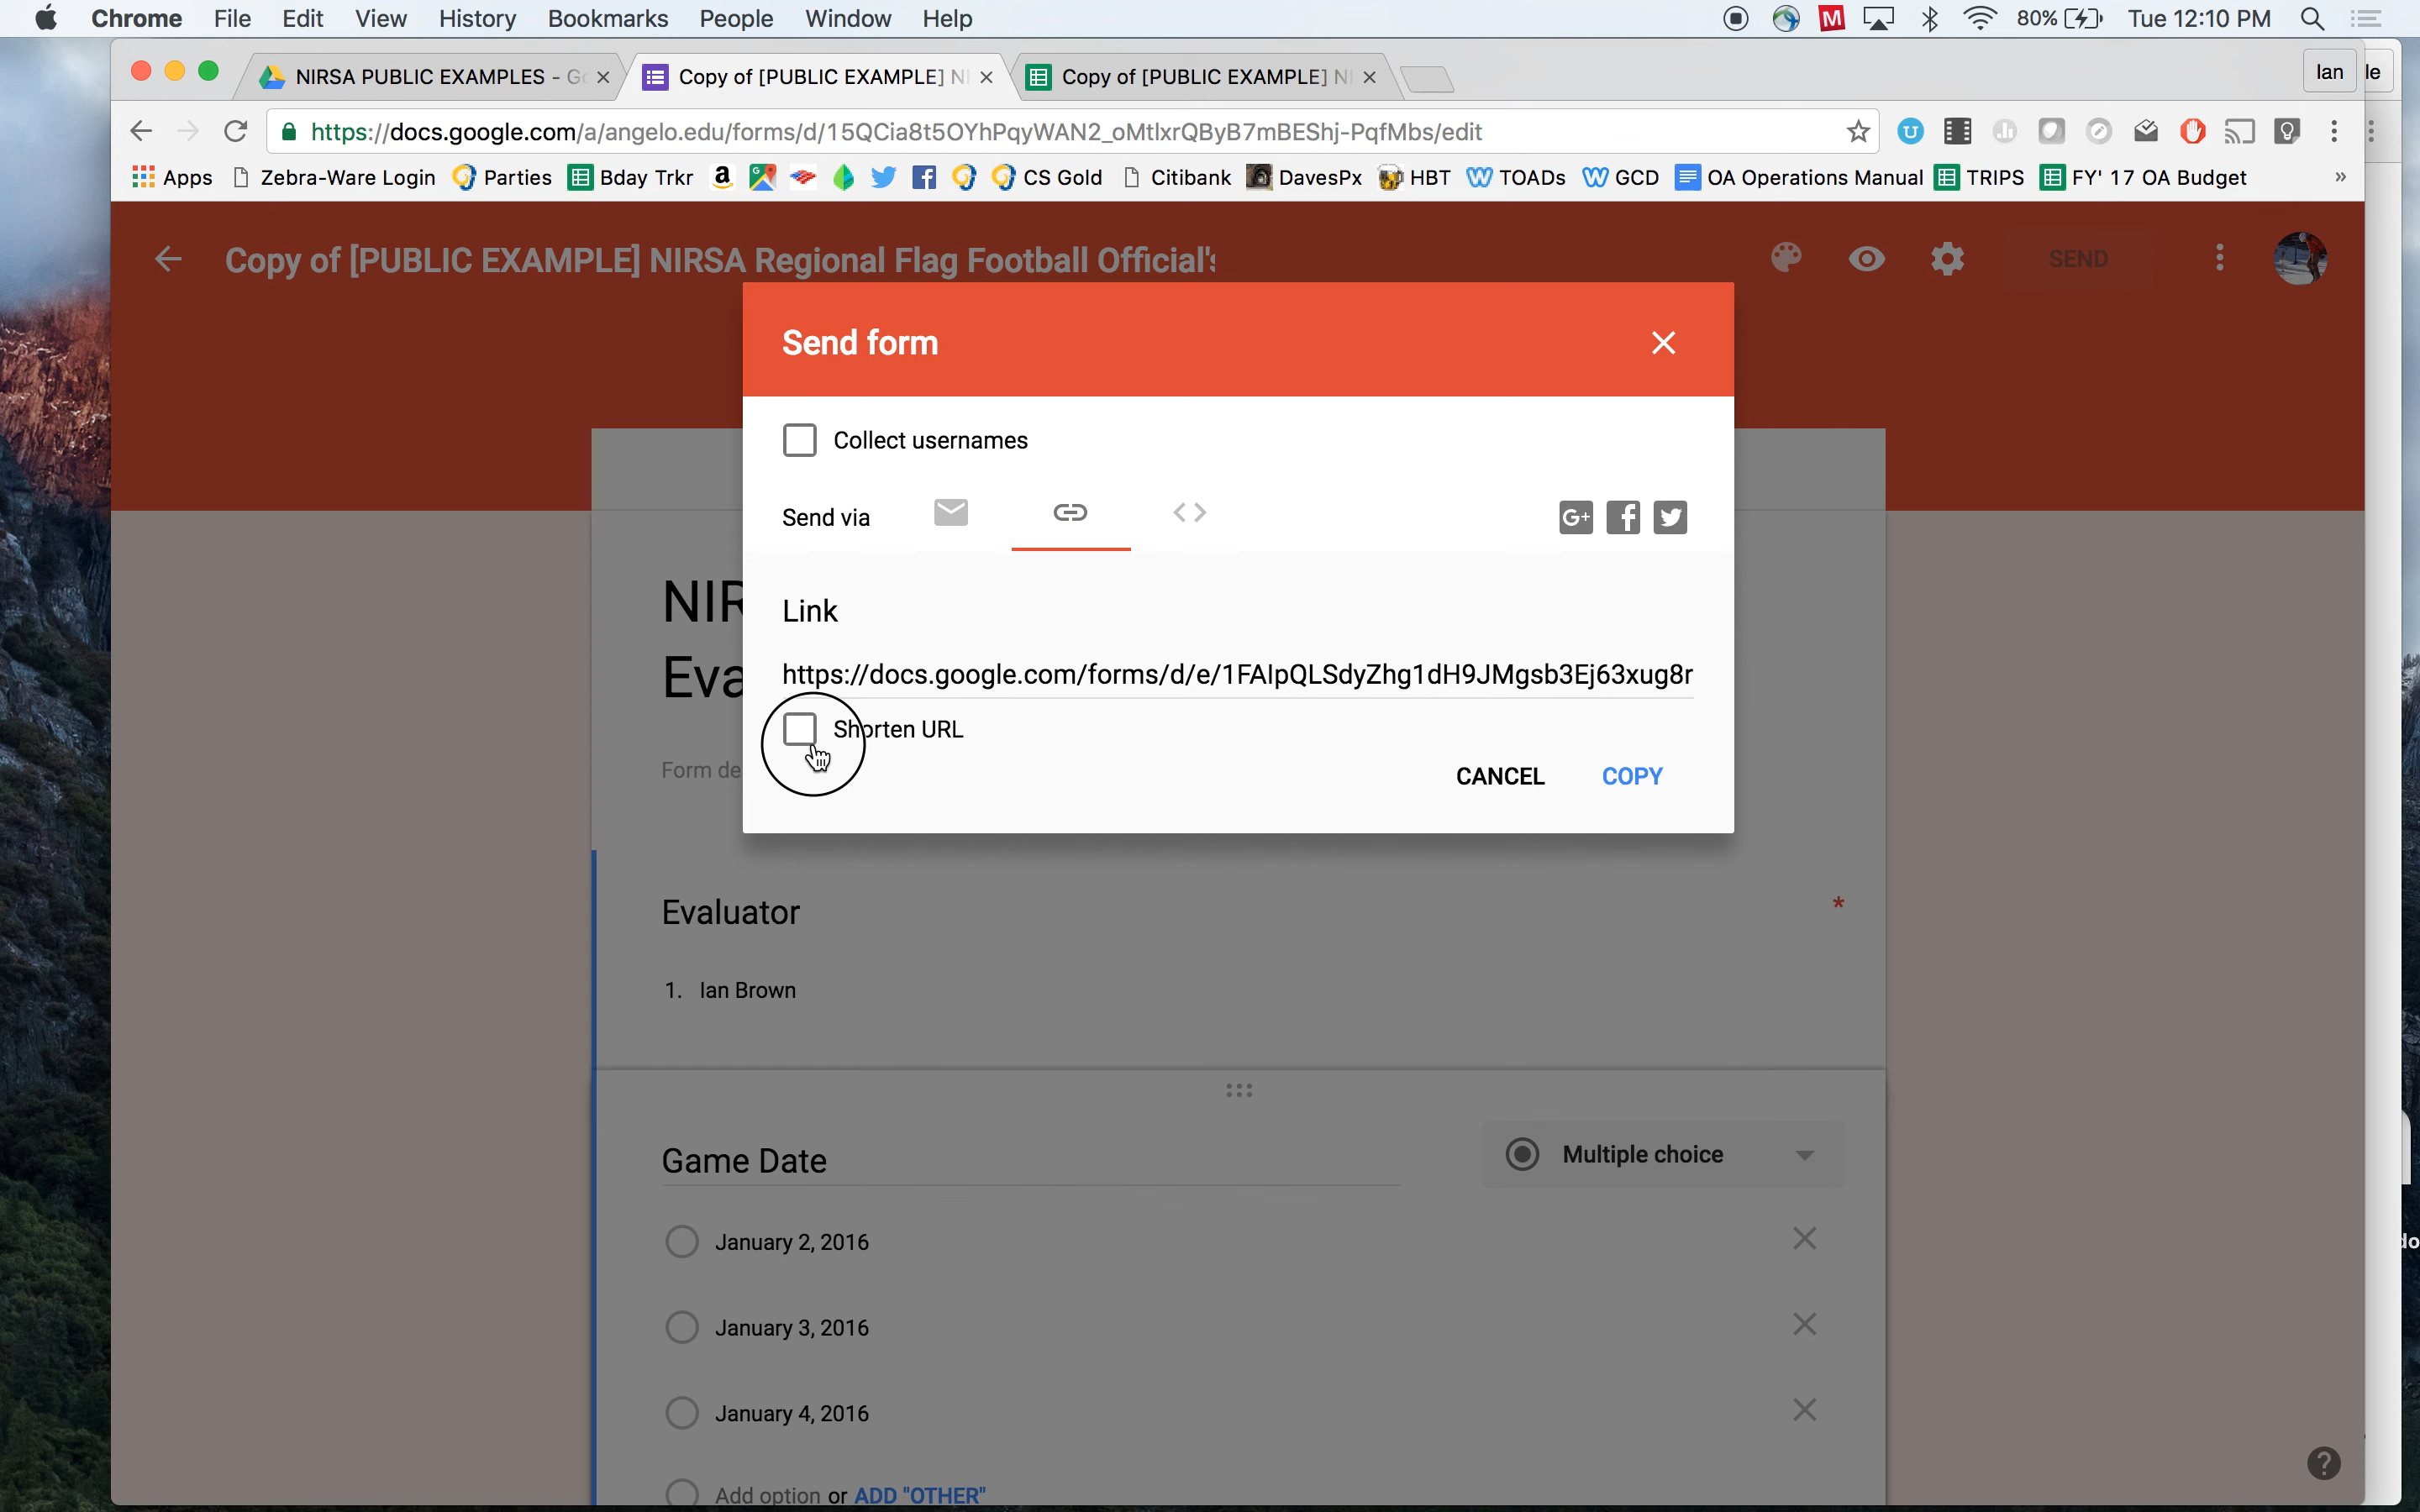 Chrome File Edit View History Bookmarks People Window Help
80% Tue 12:10 PM
NIRSA PUBLIC EXAMPLES - Go
Copy of [PUBLIC EXAMPLE] NI
Copy of [PUBLIC EXAMPLE] NI
Ian
le
https://docs.google.com/a/angelo.edu/forms/d/15QCia8t5OYhPqyWAN2_oMtlxrQByB7mBEShj-PqfMbs/edit
Apps Zebra-Ware Login Parties Bday Trkr CS Gold Citibank DavesPx HBT TOADs GCD OA Operations Manual TRIPS FY' 17 OA Budget »
Copy of [PUBLIC EXAMPLE] NIRSA Regional Flag Football Official's
SEND
Send form
Collect usernames
Send via
G+
Link
https://docs.google.com/forms/d/e/1FAIpQLSdyZhg1dH9JMgsb3Ej63xug8r
Shorten URL
CANCEL COPY
NIR
Eva
Form de
Evaluator *
1. Ian Brown
Game Date
Multiple choice
January 2, 2016
January 3, 2016
January 4, 2016
Add option or ADD "OTHER"
do